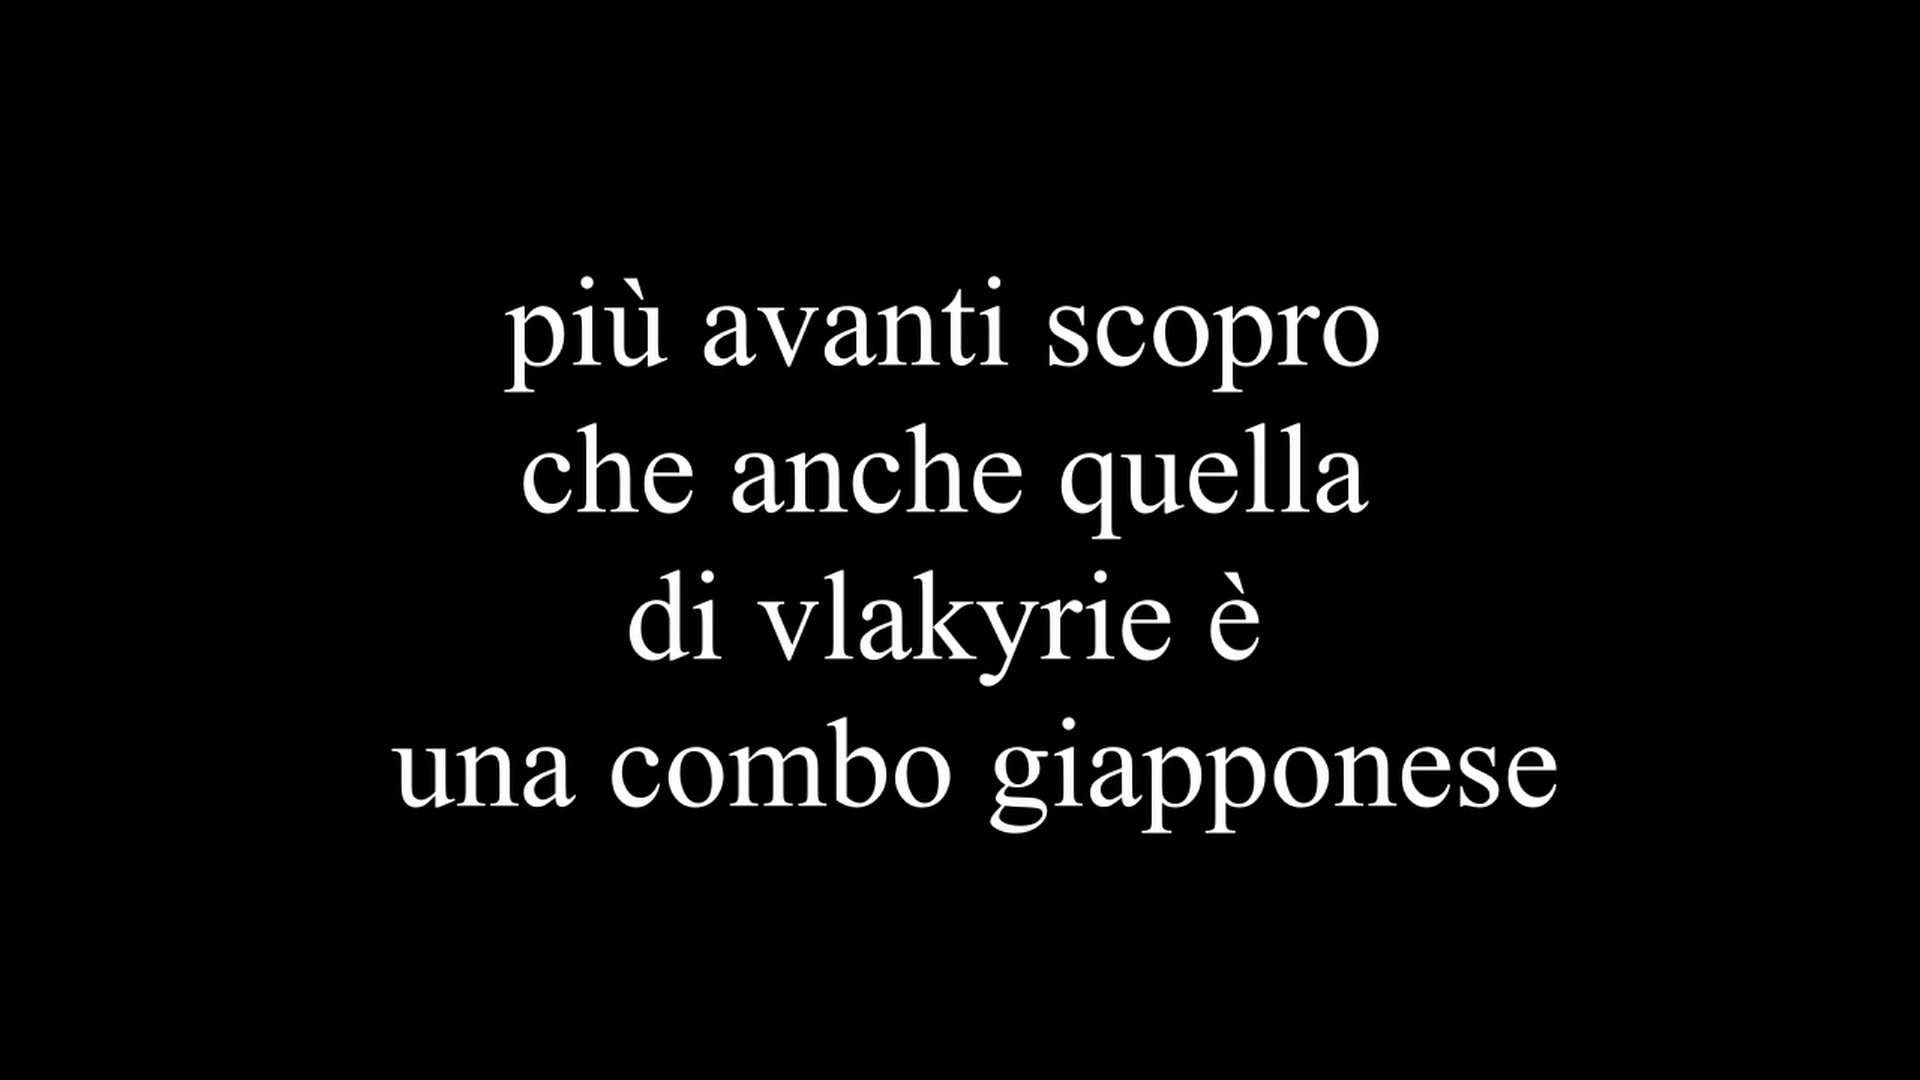 più avanti scopro
che anche quella
di vlakyrie è
una combo giapponese